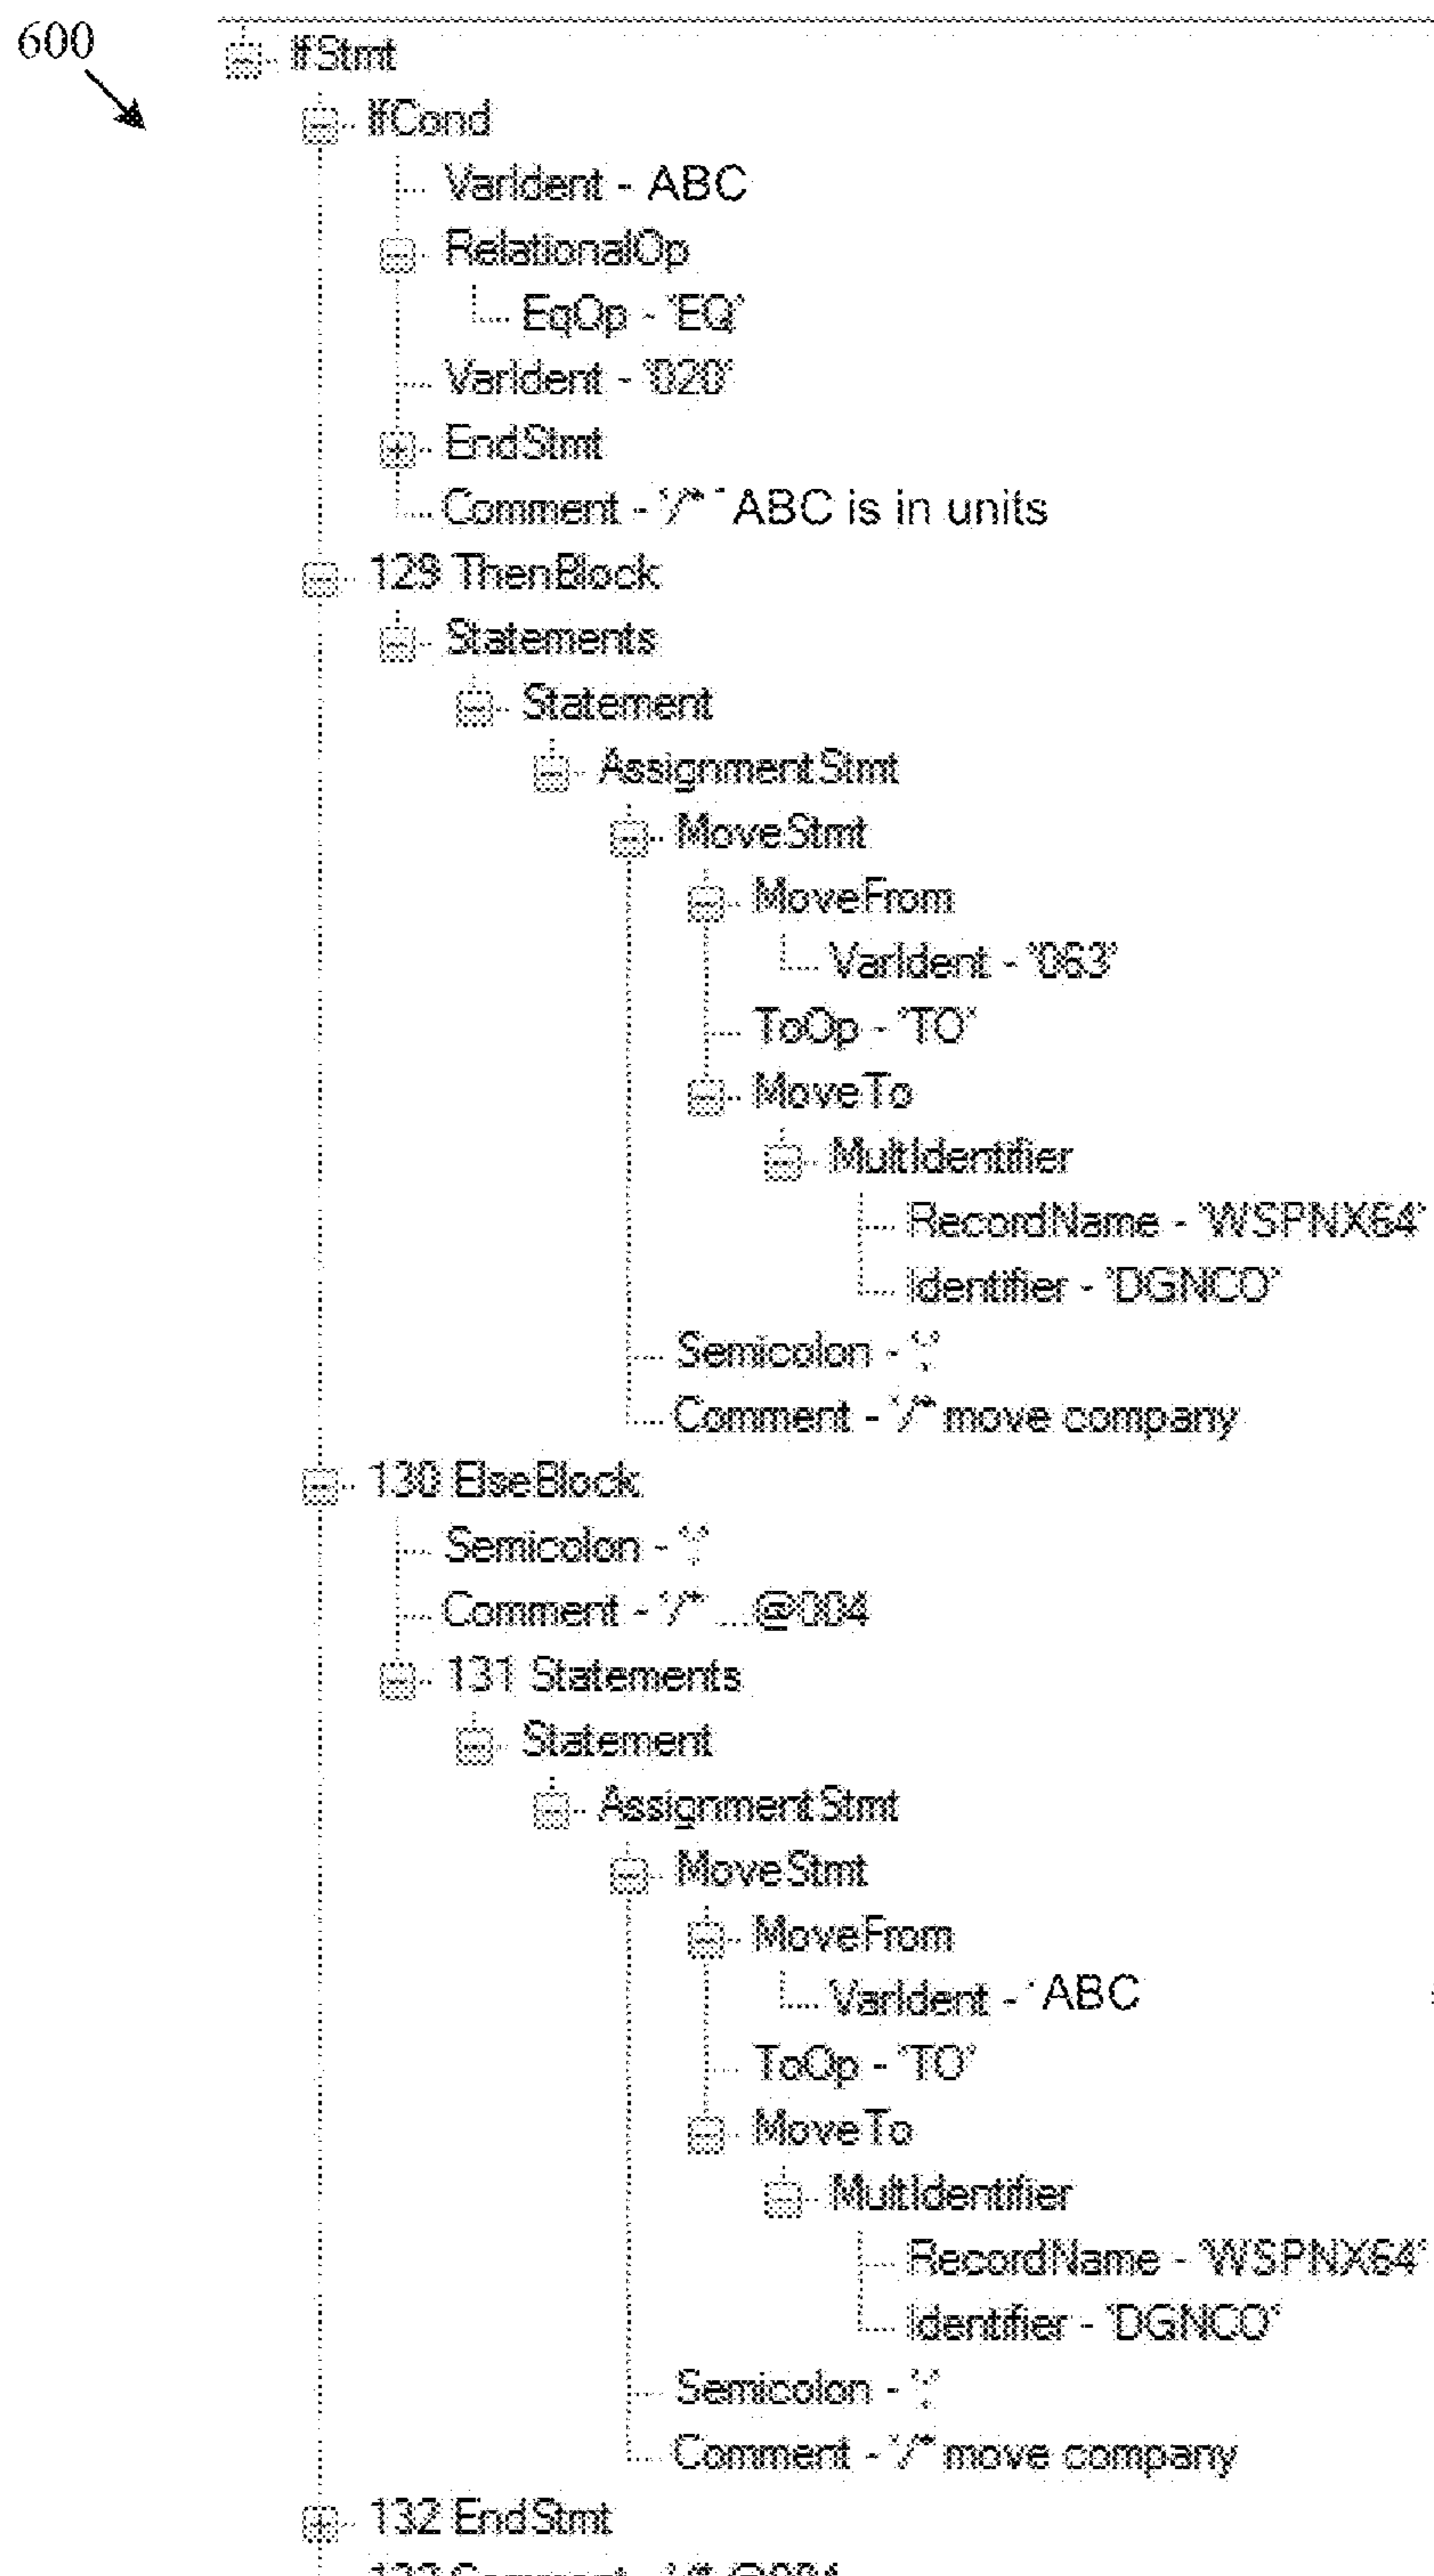 600
IfStmt
IfCond
VarIdent - ABC
RelationalOp
EqOp - 'EQ'
VarIdent - '020'
EndStmt
Comment - '/* ABC is in units
129 ThenBlock
Statements
Statement
AssignmentStmt
MoveStmt
MoveFrom
VarIdent - '063'
ToOp - 'TO'
MoveTo
MultIdentifier
RecordName - 'WSPNX64'
Identifier - 'DGNCO'
Semicolon - ';'
Comment - '/* move company
130 ElseBlock
Semicolon - ';'
Comment - '/* ...@004
131 Statements
Statement
AssignmentStmt
MoveStmt
MoveFrom
VarIdent - 'ABC
ToOp - 'TO'
MoveTo
MultIdentifier
RecordName - 'WSPNX64'
Identifier - 'DGNCO'
Semicolon - ';'
Comment - '/* move company
132 EndStmt